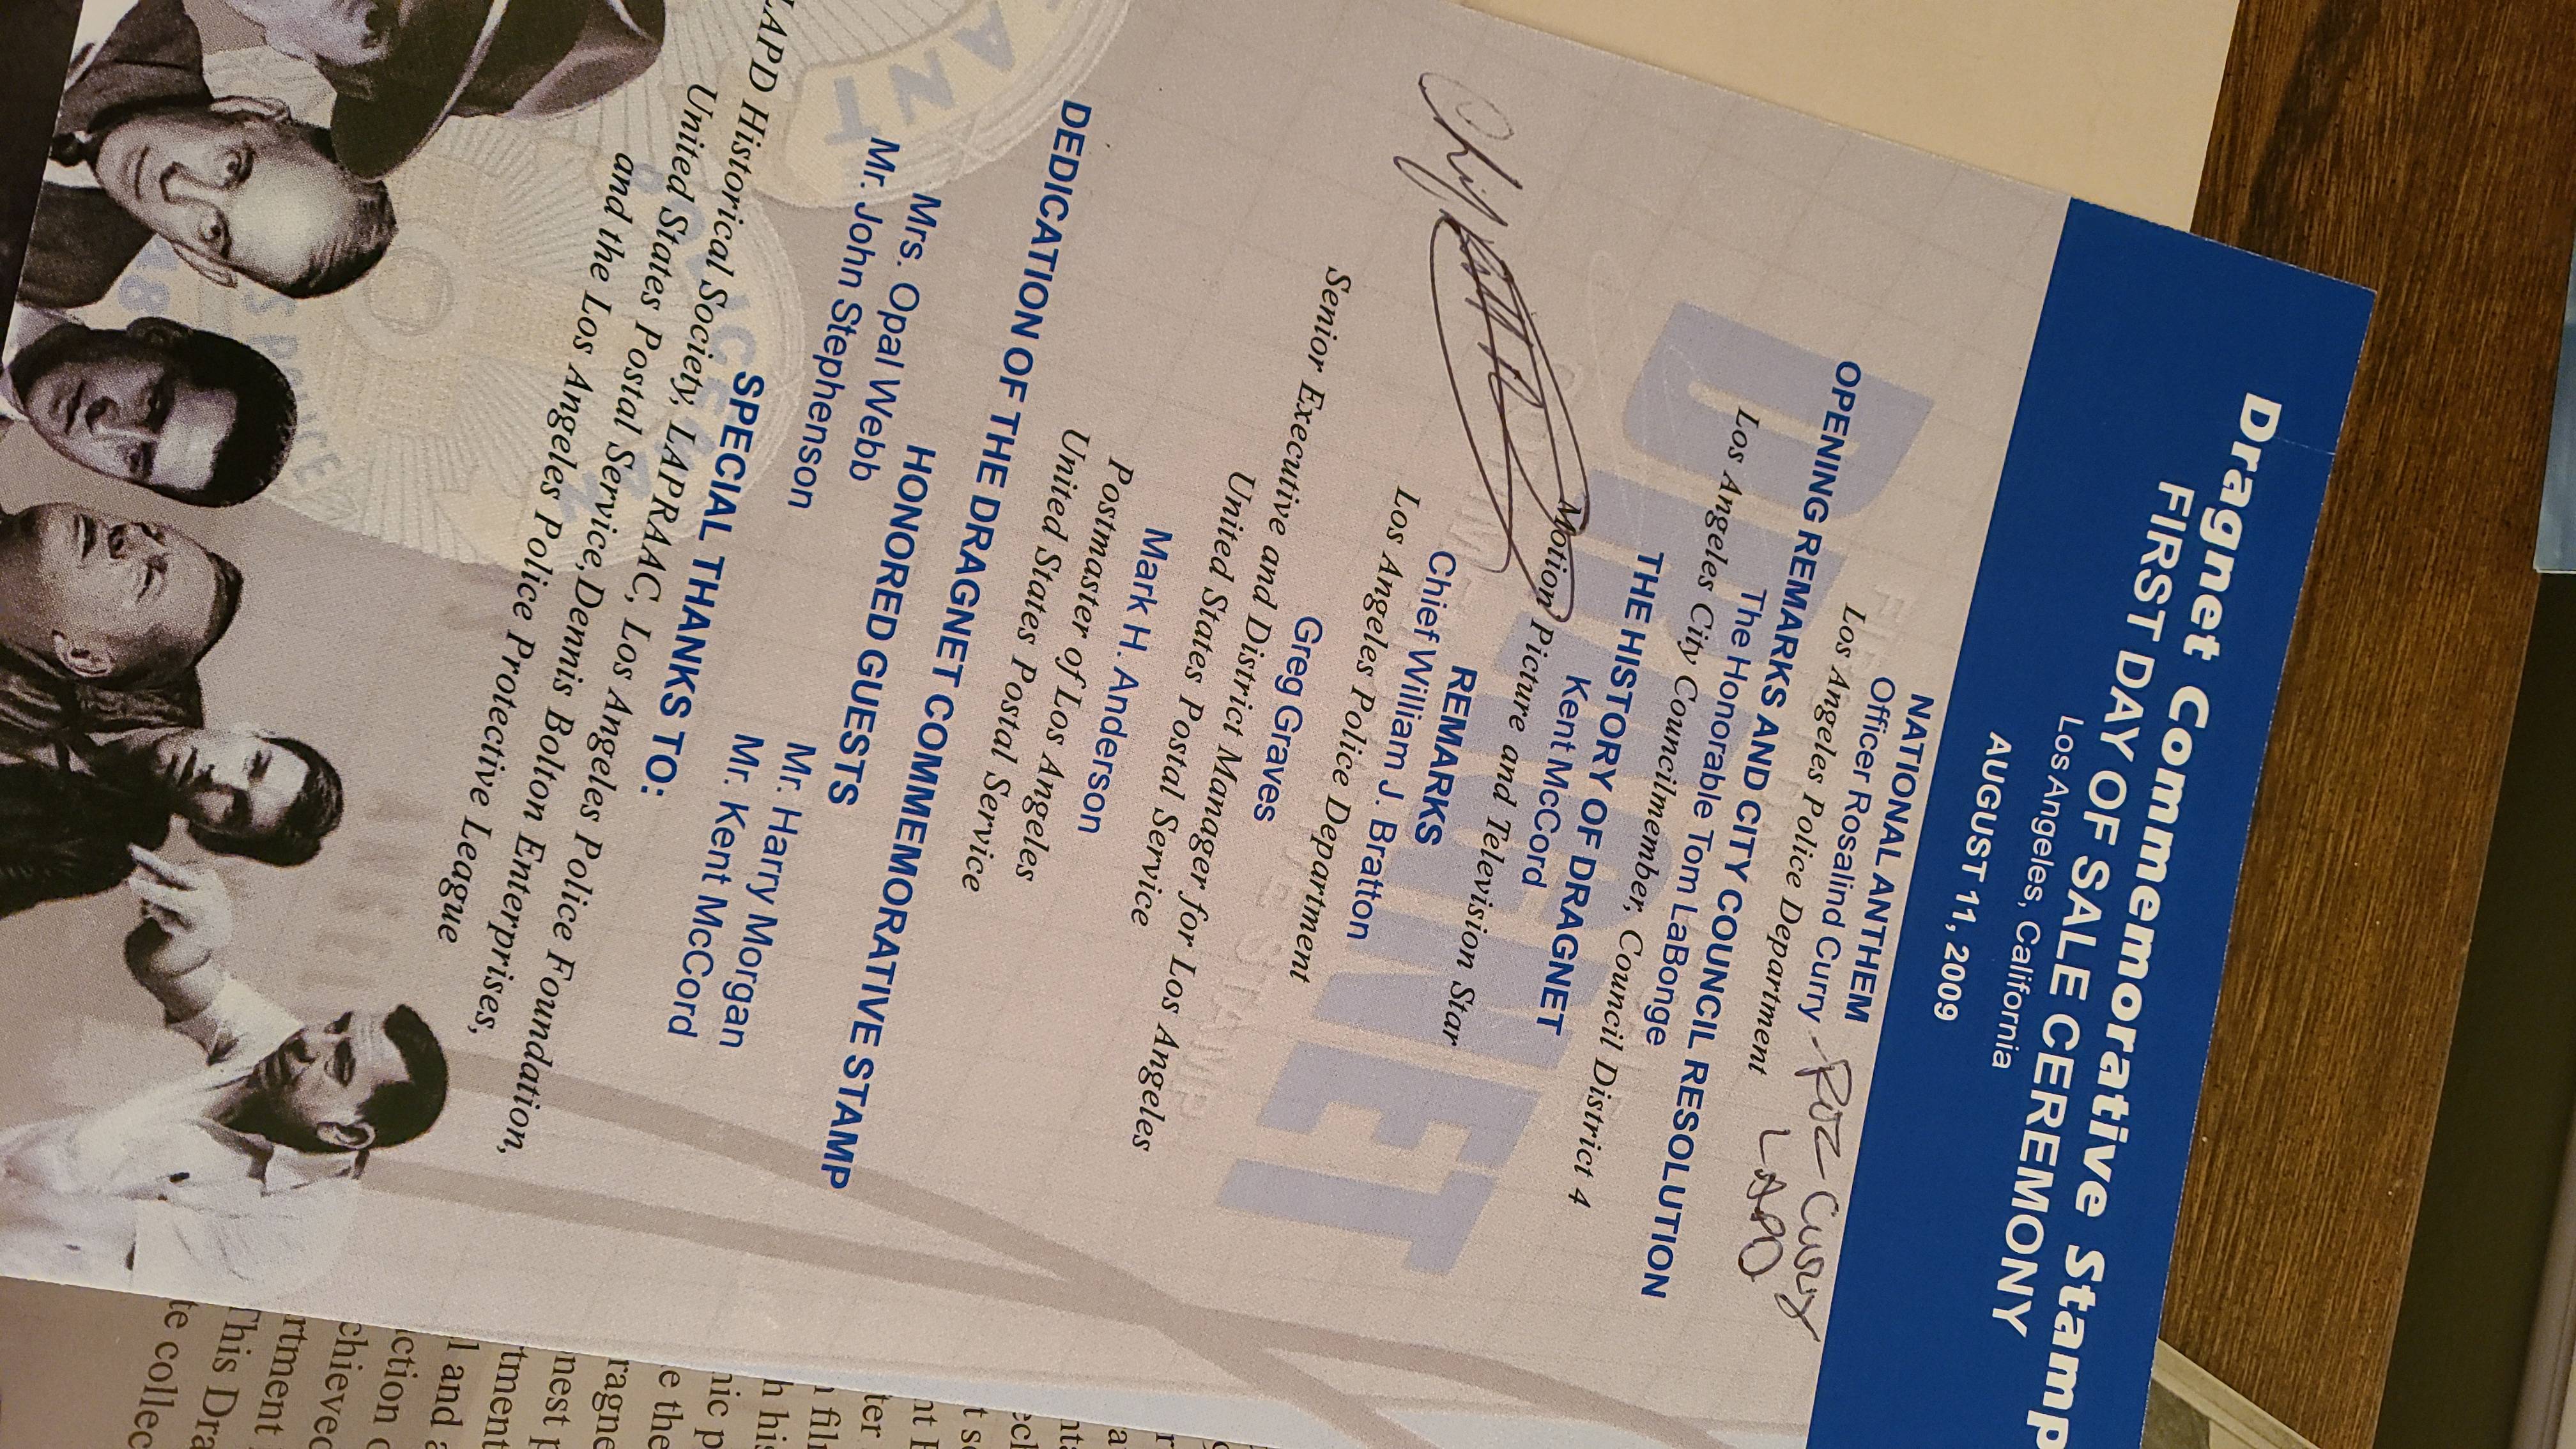 Dragnet Commemorative Stamp
FIRST DAY OF SALE CEREMONY
Los Angeles, California
AUGUST 11, 2009
NATIONAL ANTHEM
Officer Rosalind Curry
Roz Curry
Los Angeles Police Department
LAPD
OPENING REMARKS AND CITY COUNCIL RESOLUTION
The Honorable Tom LaBonge
Los Angeles City Councilmember, Council District 4
THE HISTORY OF DRAGNET
Kent McCord
Motion Picture and Television Star
REMARKS
Chief William J. Bratton
Los Angeles Police Department
Greg Graves
Senior Executive and District Manager for Los Angeles
United States Postal Service
Mark H. Anderson
Postmaster of Los Angeles
United States Postal Service
DEDICATION OF THE DRAGNET COMMEMORATIVE STAMP
HONORED GUESTS
Mrs. Opal Webb
Mr. Harry Morgan
Mr. John Stephenson
Mr. Kent McCord
SPECIAL THANKS TO:
LAPD Historical Society, LAPRAAC, Los Angeles Police Foundation,
United States Postal Service, Dennis Bolton Enterprises,
and the Los Angeles Police Protective League
DRAGNET